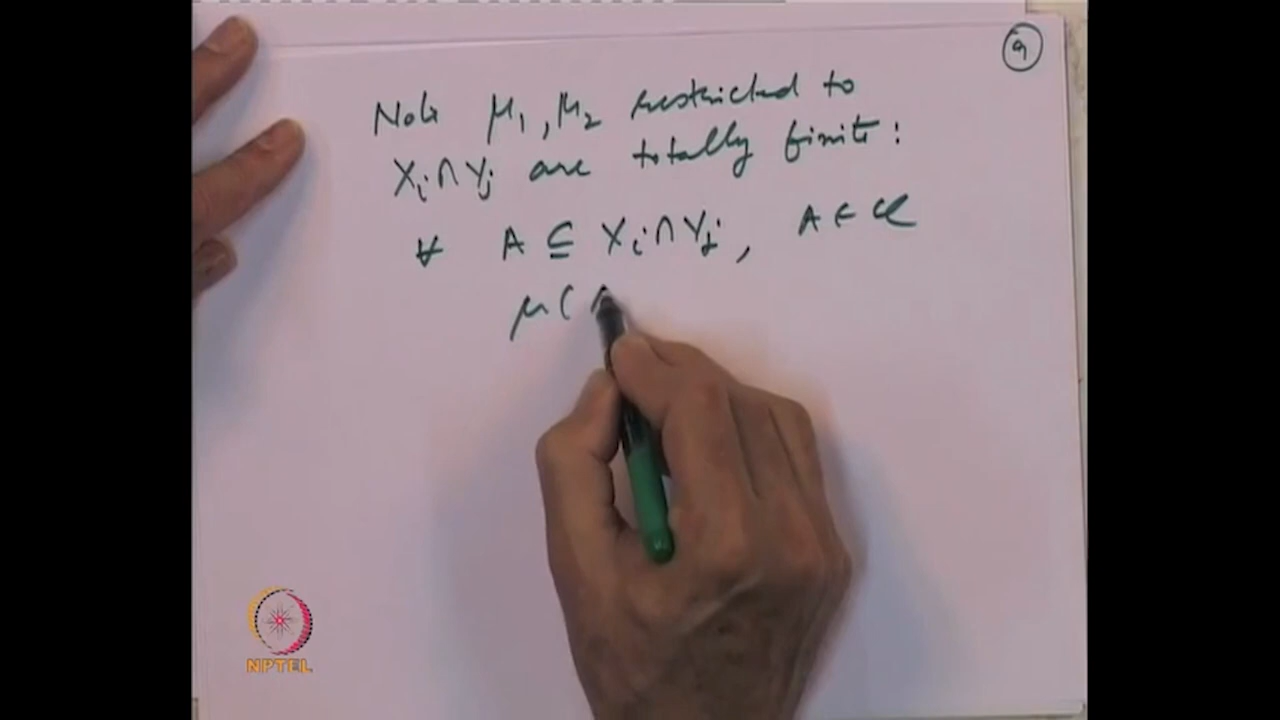 9
Note μ1, μ2 restricted to
Xi ∩ Yj are totally finite :
∀ A ⊆ Xi ∩ Yj, A ∈ 𝒜
μ( A
NPTEL